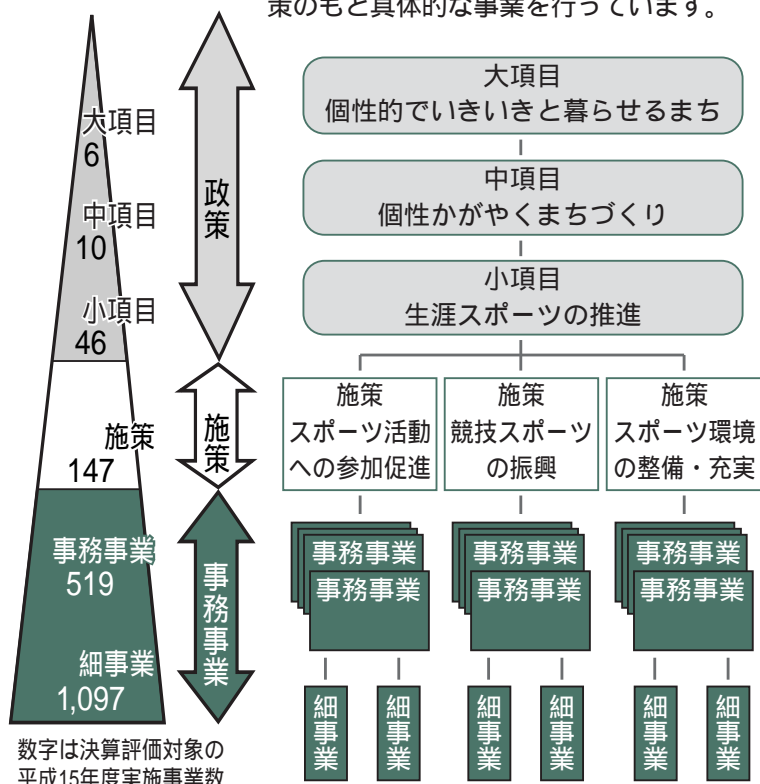 策のもと具体的な事業を行っています。
大項目
6
中項目
10
小項目
46
施策
147
事務事業
519
細事業
1,097
政策
施策
事務事業
数字は決算評価対象の
平成15年度実施事業数
大項目
個性的でいきいきと暮らせるまち
中項目
個性かがやくまちづくり
小項目
生涯スポーツの推進
施策
スポーツ活動
への参加促進
施策
競技スポーツ
の振興
施策
スポーツ環境
の整備・充実
事務事業
事務事業
事務事業
事務事業
事務事業
事務事業
細事業
細事業
細事業
細事業
細事業
細事業